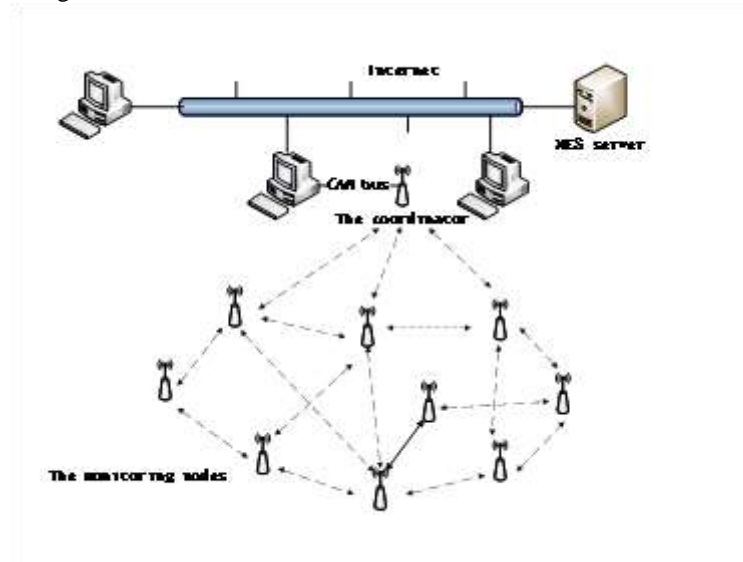 Internet
MES server
CAN bus
The coordinator
The monitoring nodes